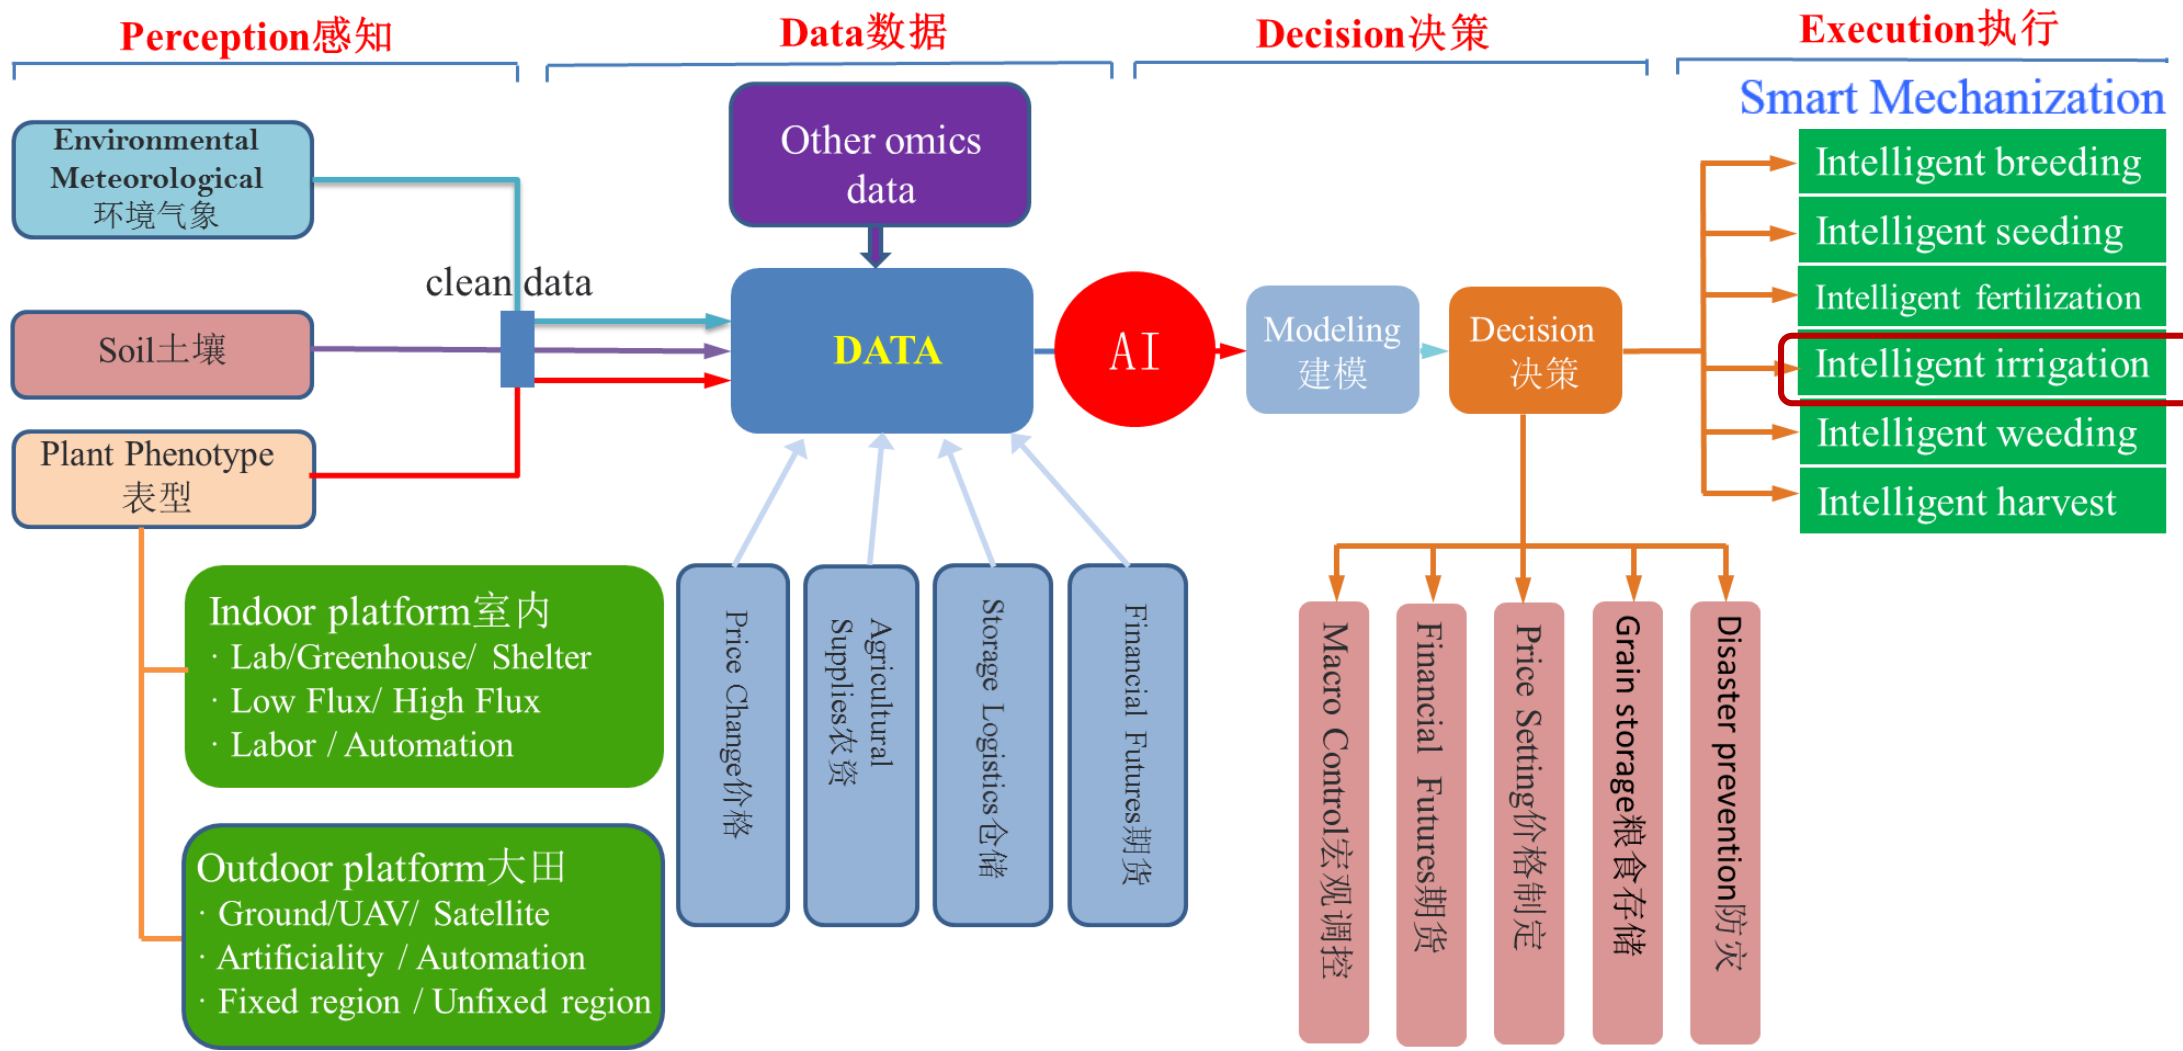 Perception感知
Data数据
Decision决策
Execution执行
Smart Mechanization
Environmental
Meteorological
环境气象
Soil土壤
Plant Phenotype
表型
Indoor platform室内
· Lab/Greenhouse/ Shelter
· Low Flux/ High Flux
· Labor / Automation
Outdoor platform大田
· Ground/UAV/ Satellite
· Artificiality / Automation
· Fixed region / Unfixed region
clean data
Other omics
data
DATA
Price Change价格
Agricultural
Supplies农资
Storage Logistics仓储
Financial Futures期货
AI
Modeling
建模
Decision
决策
Macro Control宏观调控
Financial Futures期货
Price Setting价格制定
Grain storage粮食存储
Disaster prevention防灾
Intelligent breeding
Intelligent seeding
Intelligent fertilization
Intelligent irrigation
Intelligent weeding
Intelligent harvest